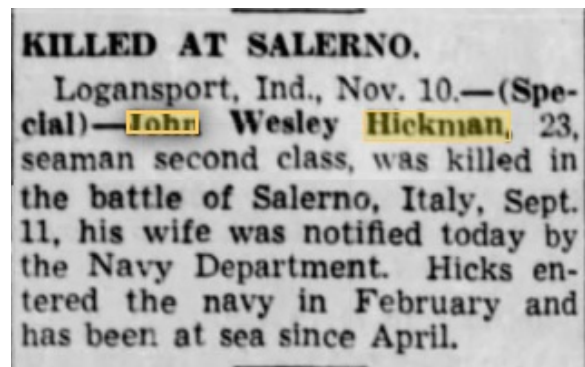 KILLED AT SALERNO.
Logansport, Ind., Nov. 10.—(Spe-
cial)—John Wesley Hickman, 23,
seaman second class, was killed in
the battle of Salerno, Italy, Sept.
11, his wife was notified today by
the Navy Department. Hicks en-
tered the navy in February and
has been at sea since April.